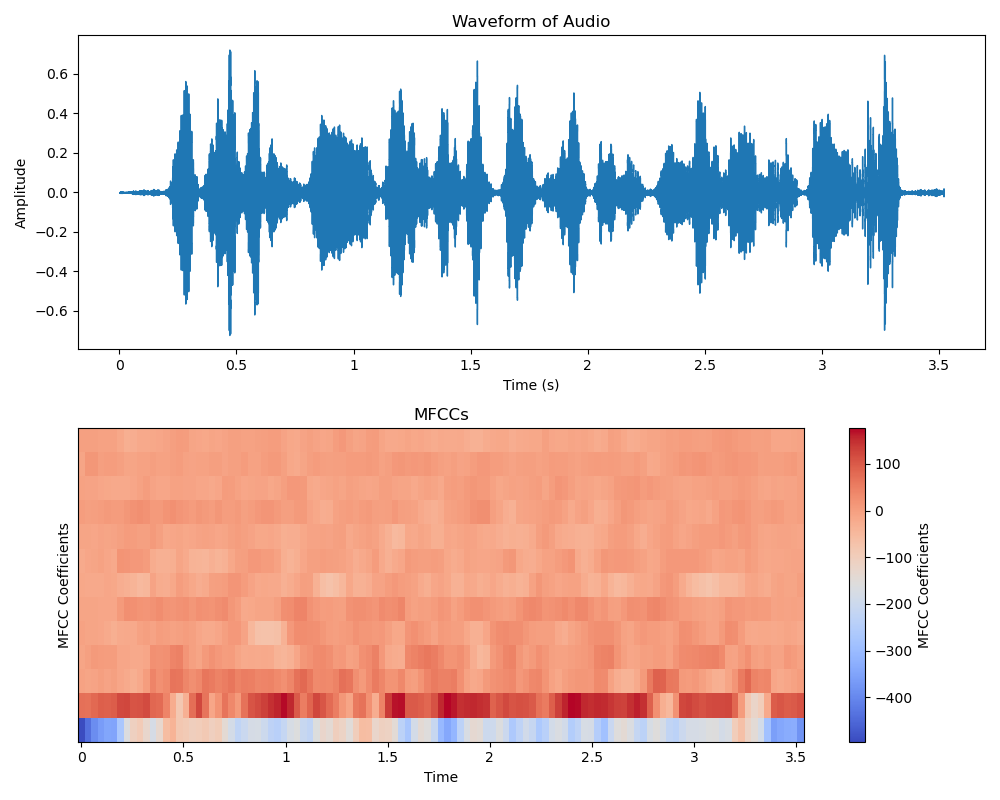 Waveform of Audio
Amplitude
0.6
0.4
0.2
0.0
−0.2
−0.4
−0.6
0 0.5 1 1.5 2 2.5 3 3.5
Time (s)
MFCCs
MFCC Coefficients
0 0.5 1 1.5 2 2.5 3 3.5
Time
100
0
−100
−200
−300
−400
MFCC Coefficients